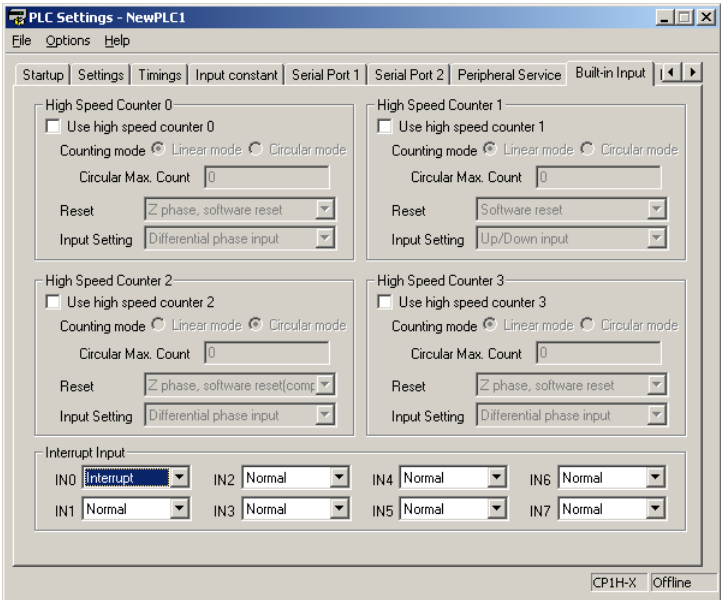 PLC Settings - NewPLC1
File Options Help
Startup Settings Timings Input constant Serial Port 1 Serial Port 2 Peripheral Service Built-in Input
High Speed Counter 0
Use high speed counter 0
Counting mode Linear mode Circular mode
Circular Max. Count 0
Reset Z phase, software reset
Input Setting Differential phase input
High Speed Counter 1
Use high speed counter 1
Counting mode Linear mode Circular mode
Circular Max. Count 0
Reset Software reset
Input Setting Up/Down input
High Speed Counter 2
Use high speed counter 2
Counting mode Linear mode Circular mode
Circular Max. Count 0
Reset Z phase, software reset(comp
Input Setting Differential phase input
High Speed Counter 3
Use high speed counter 3
Counting mode Linear mode Circular mode
Circular Max. Count 0
Reset Z phase, software reset
Input Setting Differential phase input
Interrupt Input
IN0 Interrupt IN2 Normal IN4 Normal IN6 Normal
IN1 Normal IN3 Normal IN5 Normal IN7 Normal
CP1H-X Offline